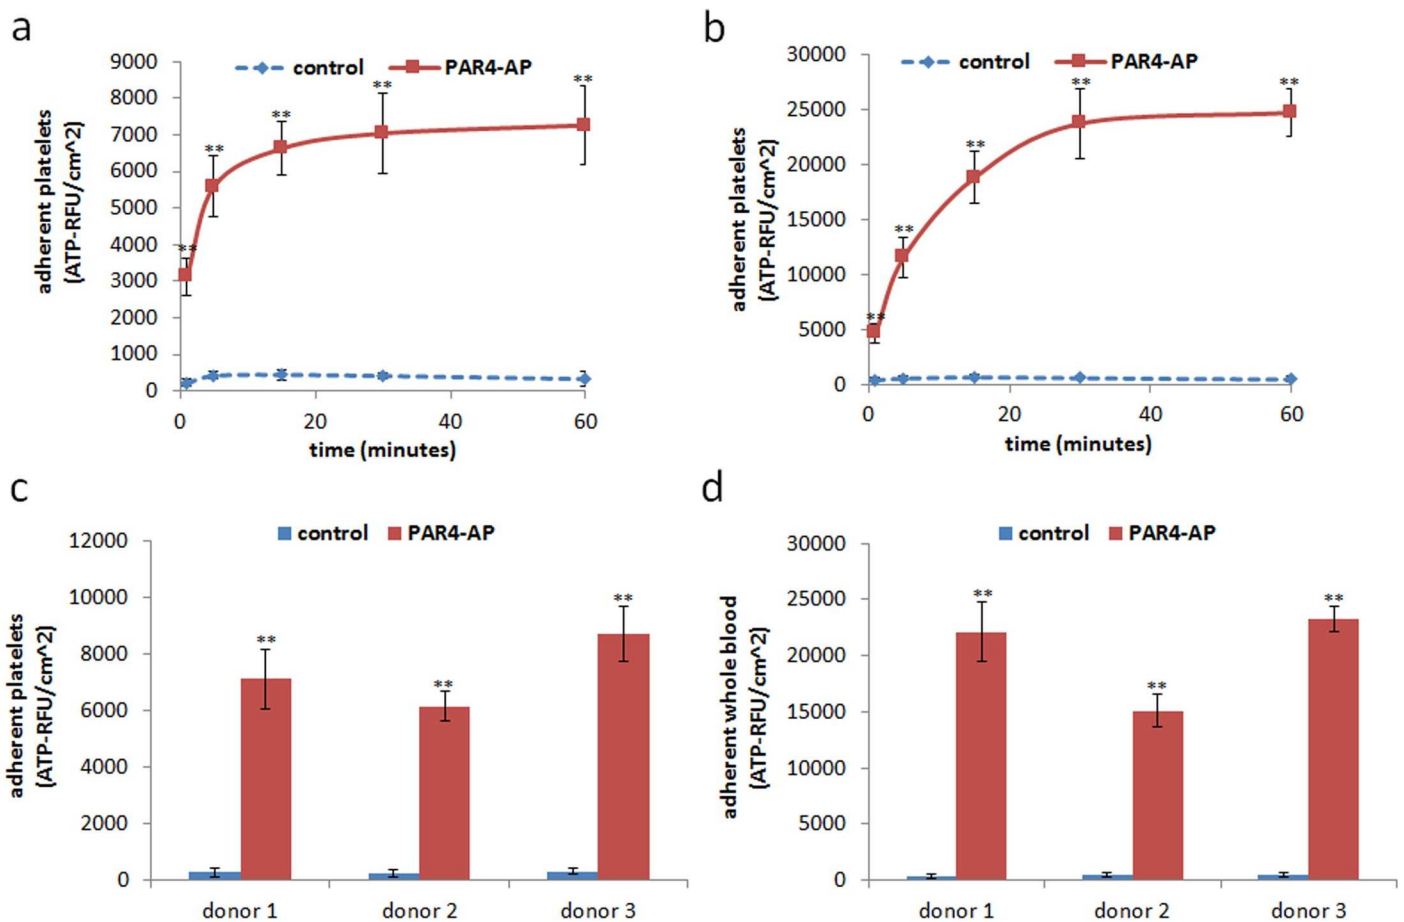 a
control PAR4-AP
9000
8000
7000
6000
5000
4000
3000
2000
1000
0
adherent platelets
(ATP-RFU/cm^2)
** ** ** ** **
0 20 40 60
time (minutes)
b
control PAR4-AP
30000
25000
20000
15000
10000
5000
0
adherent platelets
(ATP-RFU/cm^2)
** ** ** ** **
0 20 40 60
time (minutes)
c
control PAR4-AP
12000
10000
8000
6000
4000
2000
0
adherent platelets
(ATP-RFU/cm^2)
** ** **
donor 1 donor 2 donor 3
d
control PAR4-AP
30000
25000
20000
15000
10000
5000
0
adherent whole blood
(ATP-RFU/cm^2)
** ** **
donor 1 donor 2 donor 3